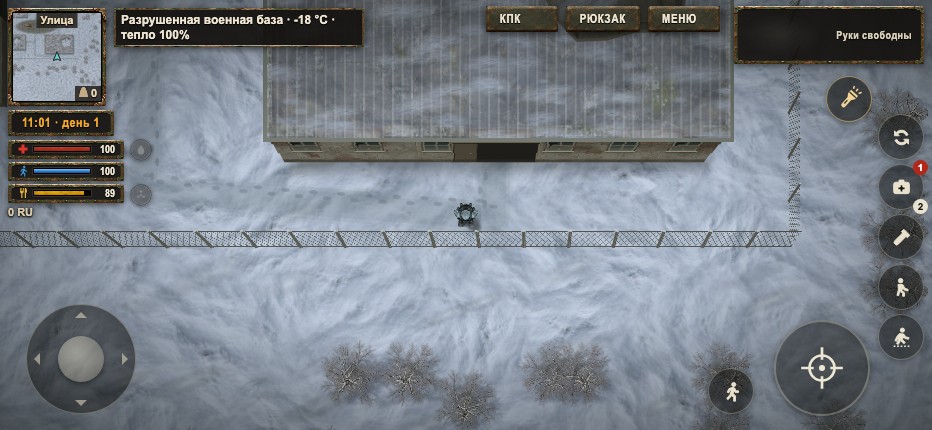 Улица
0
Разрушенная военная база · -18 °C ·
тепло 100%
КПК
РЮКЗАК
МЕНЮ
Руки свободны
11:01 · день 1
100
100
89
0 RU
1
2